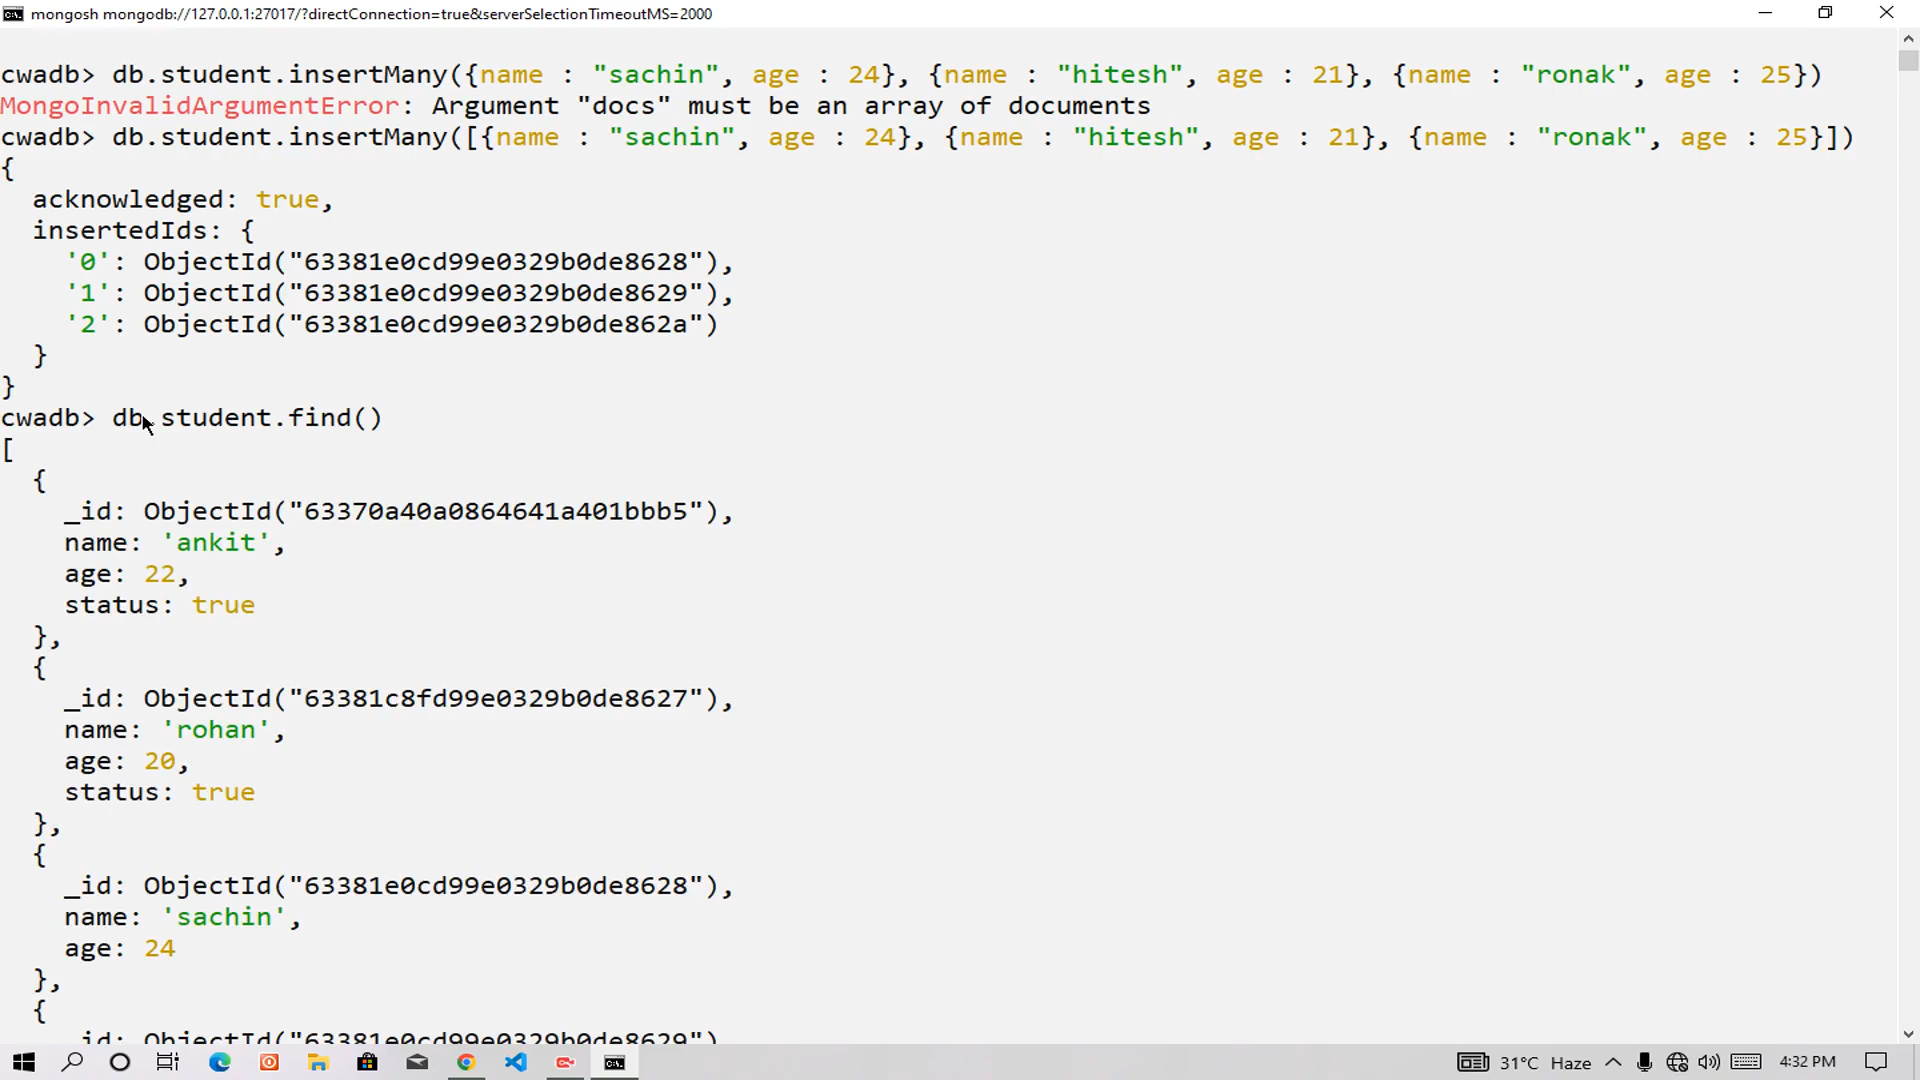 mongosh mongodb://127.0.0.1:27017/?directConnection=true&serverSelectionTimeoutMS=2000
cwadb> db.student.insertMany({name : "sachin", age : 24}, {name : "hitesh", age : 21}, {name : "ronak", age : 25})
MongoInvalidArgumentError: Argument "docs" must be an array of documents
cwadb> db.student.insertMany([{name : "sachin", age : 24}, {name : "hitesh", age : 21}, {name : "ronak", age : 25}])
{
  acknowledged: true,
  insertedIds: {
    '0': ObjectId("63381e0cd99e0329b0de8628"),
    '1': ObjectId("63381e0cd99e0329b0de8629"),
    '2': ObjectId("63381e0cd99e0329b0de862a")
  }
}
cwadb> db.student.find()
[
  {
    _id: ObjectId("63370a40a0864641a401bbb5"),
    name: 'ankit',
    age: 22,
    status: true
  },
  {
    _id: ObjectId("63381c8fd99e0329b0de8627"),
    name: 'rohan',
    age: 20,
    status: true
  },
  {
    _id: ObjectId("63381e0cd99e0329b0de8628"),
    name: 'sachin',
    age: 24
  },
  {
    _id: ObjectId("63381e0cd99e0329b0de8629"),
31°C Haze 4:32 PM